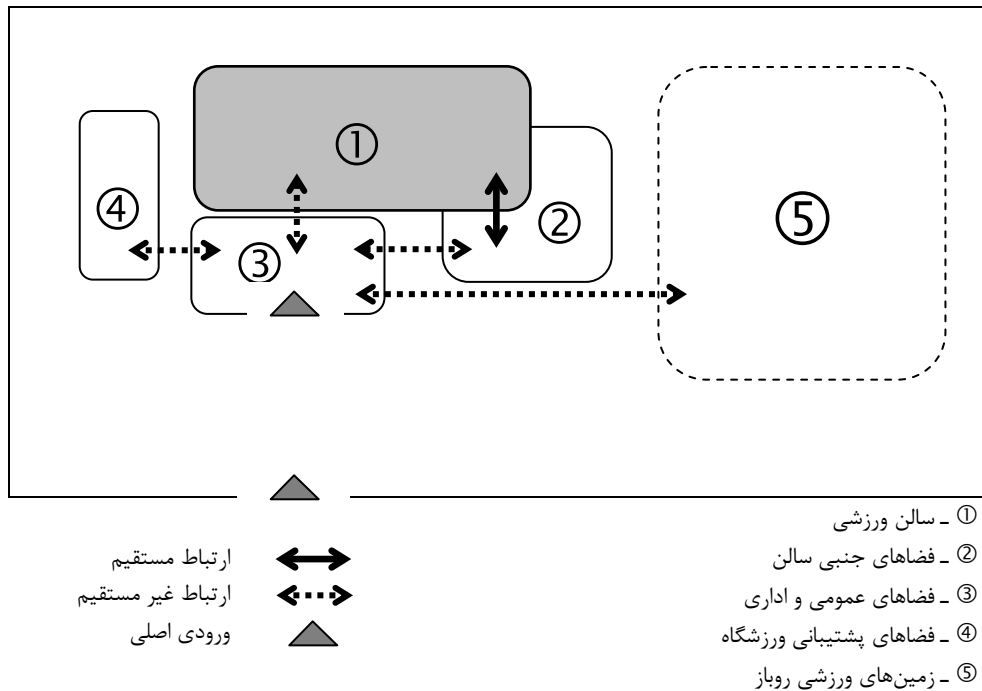 ①
②
③
④
⑤
① ـ سالن ورزشی
② ـ فضاهای جنبی سالن
③ ـ فضاهای عمومی و اداری
④ ـ فضاهای پشتیبانی ورزشگاه
⑤ ـ زمین‌های ورزشی روباز
ارتباط مستقیم
ارتباط غیر مستقیم
ورودی اصلی